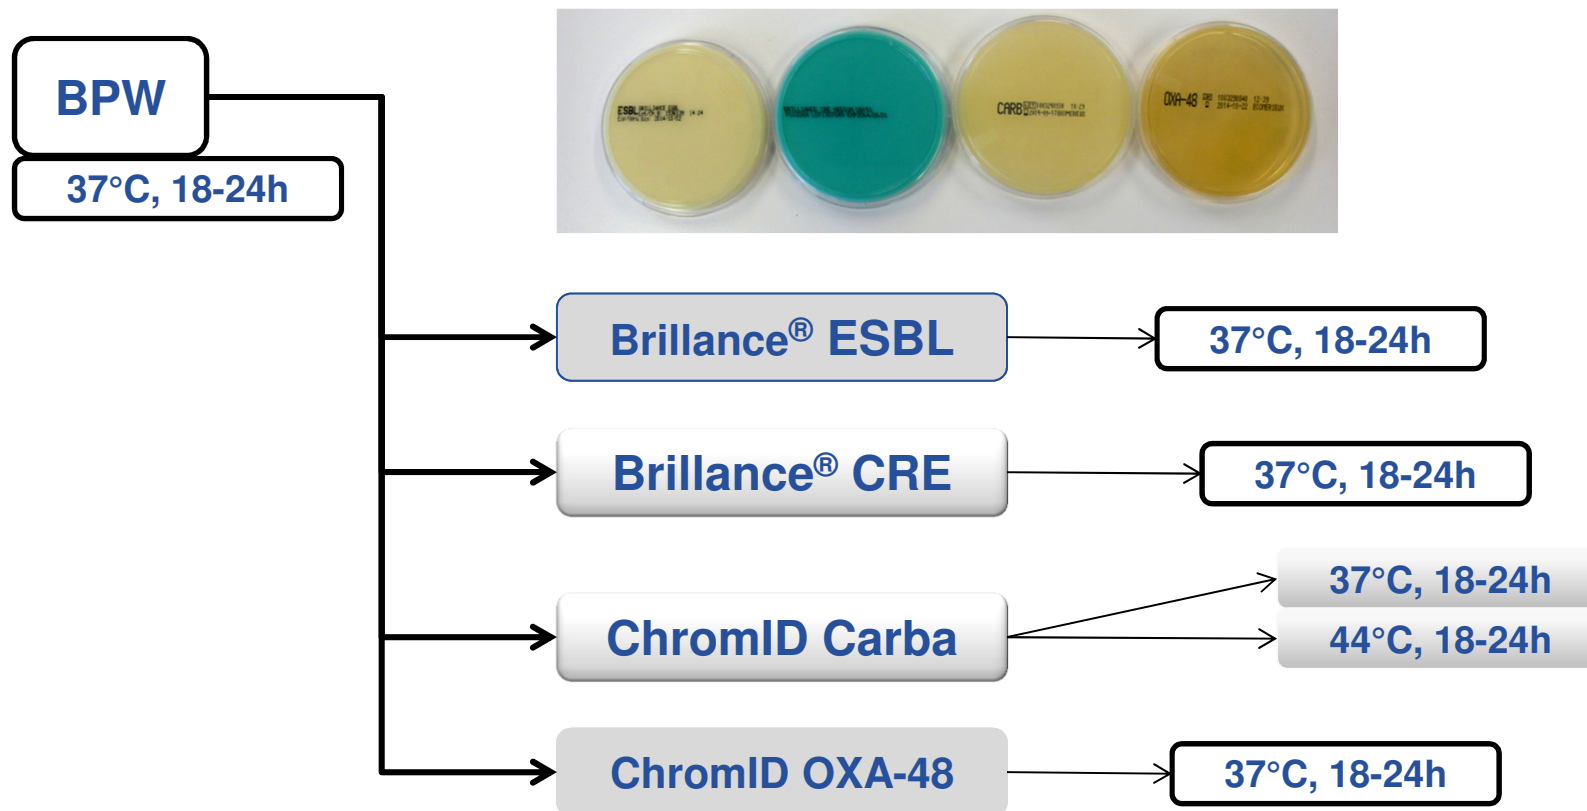 BPW
37°C, 18-24h
ESBL
CARB
OXA-48
Brillance® ESBL
37°C, 18-24h
Brillance® CRE
37°C, 18-24h
ChromID Carba
37°C, 18-24h
44°C, 18-24h
ChromID OXA-48
37°C, 18-24h